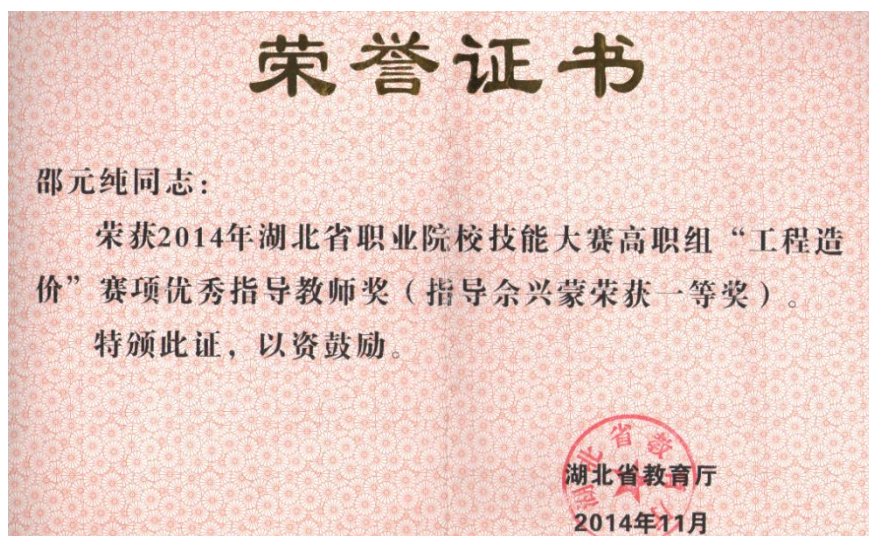 荣誉证书
邵元纯同志：
荣获2014年湖北省职业院校技能大赛高职组“工程造
价”赛项优秀指导教师奖（指导佘兴蒙荣获一等奖）。
特颁此证，以资鼓励。
湖北省教育厅
2014年11月